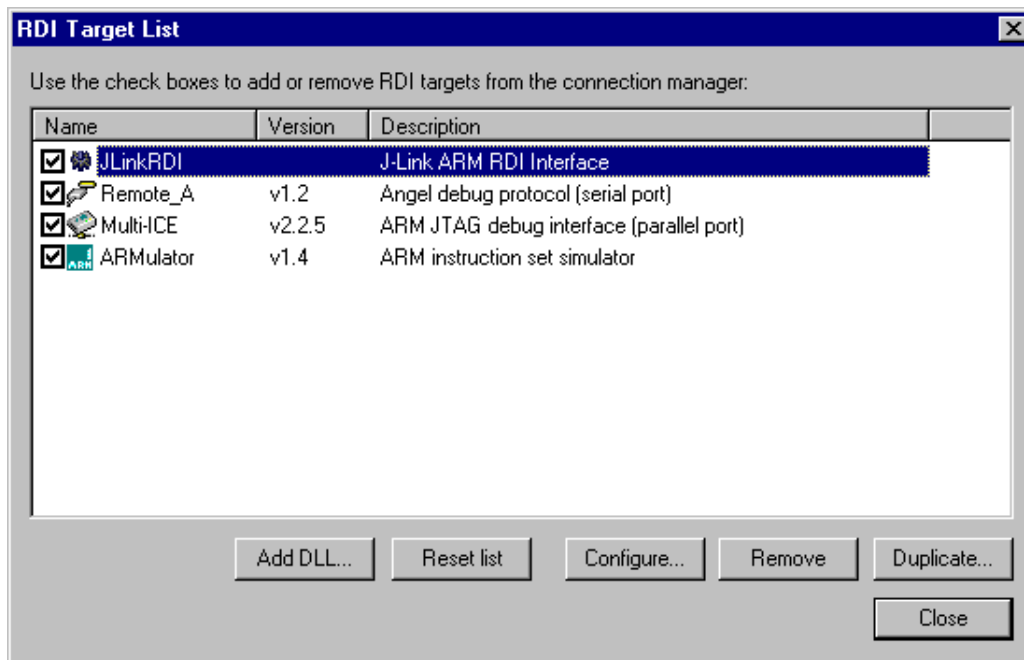 RDI Target List
Use the check boxes to add or remove RDI targets from the connection manager:
Name Version Description
JLinkRDI J-Link ARM RDI Interface
Remote_A v1.2 Angel debug protocol (serial port)
Multi-ICE v2.2.5 ARM JTAG debug interface (parallel port)
ARM ARMulator v1.4 ARM instruction set simulator
Add DLL... Reset list Configure... Remove Duplicate...
Close